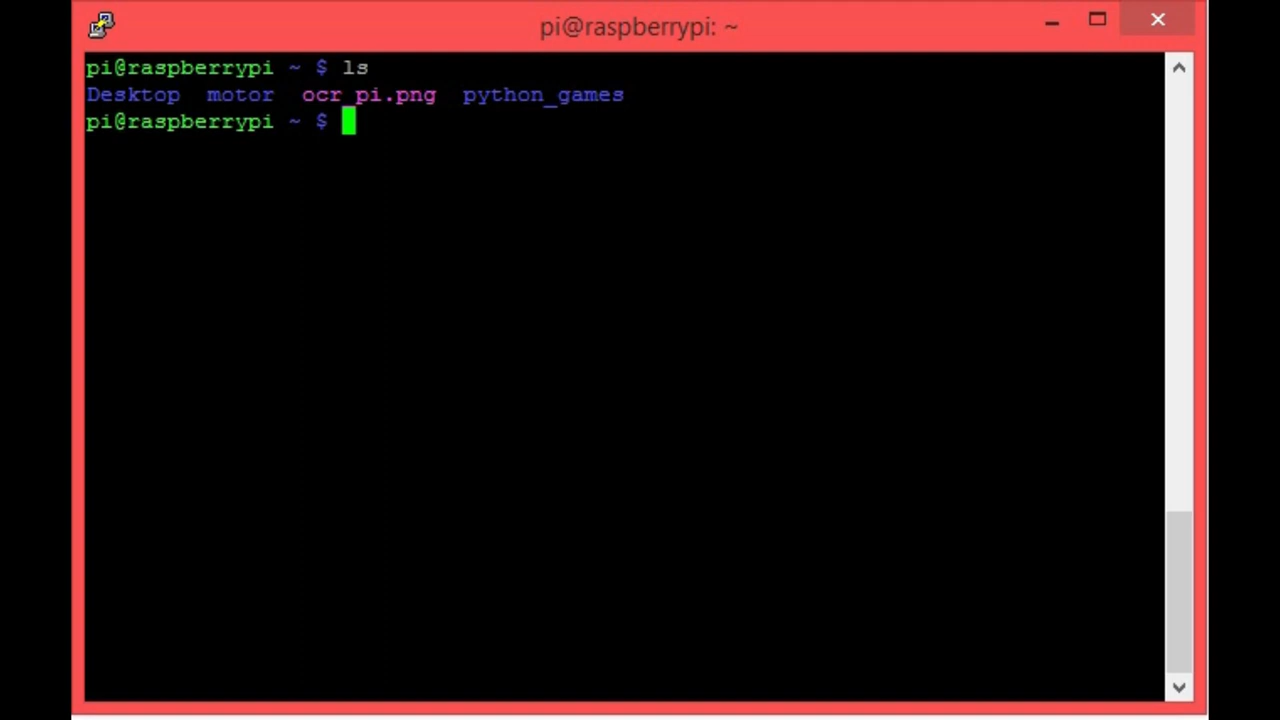 pi@raspberrypi: ~
pi@raspberrypi ~ $ ls
Desktop  motor  ocr_pi.png  python_games
pi@raspberrypi ~ $